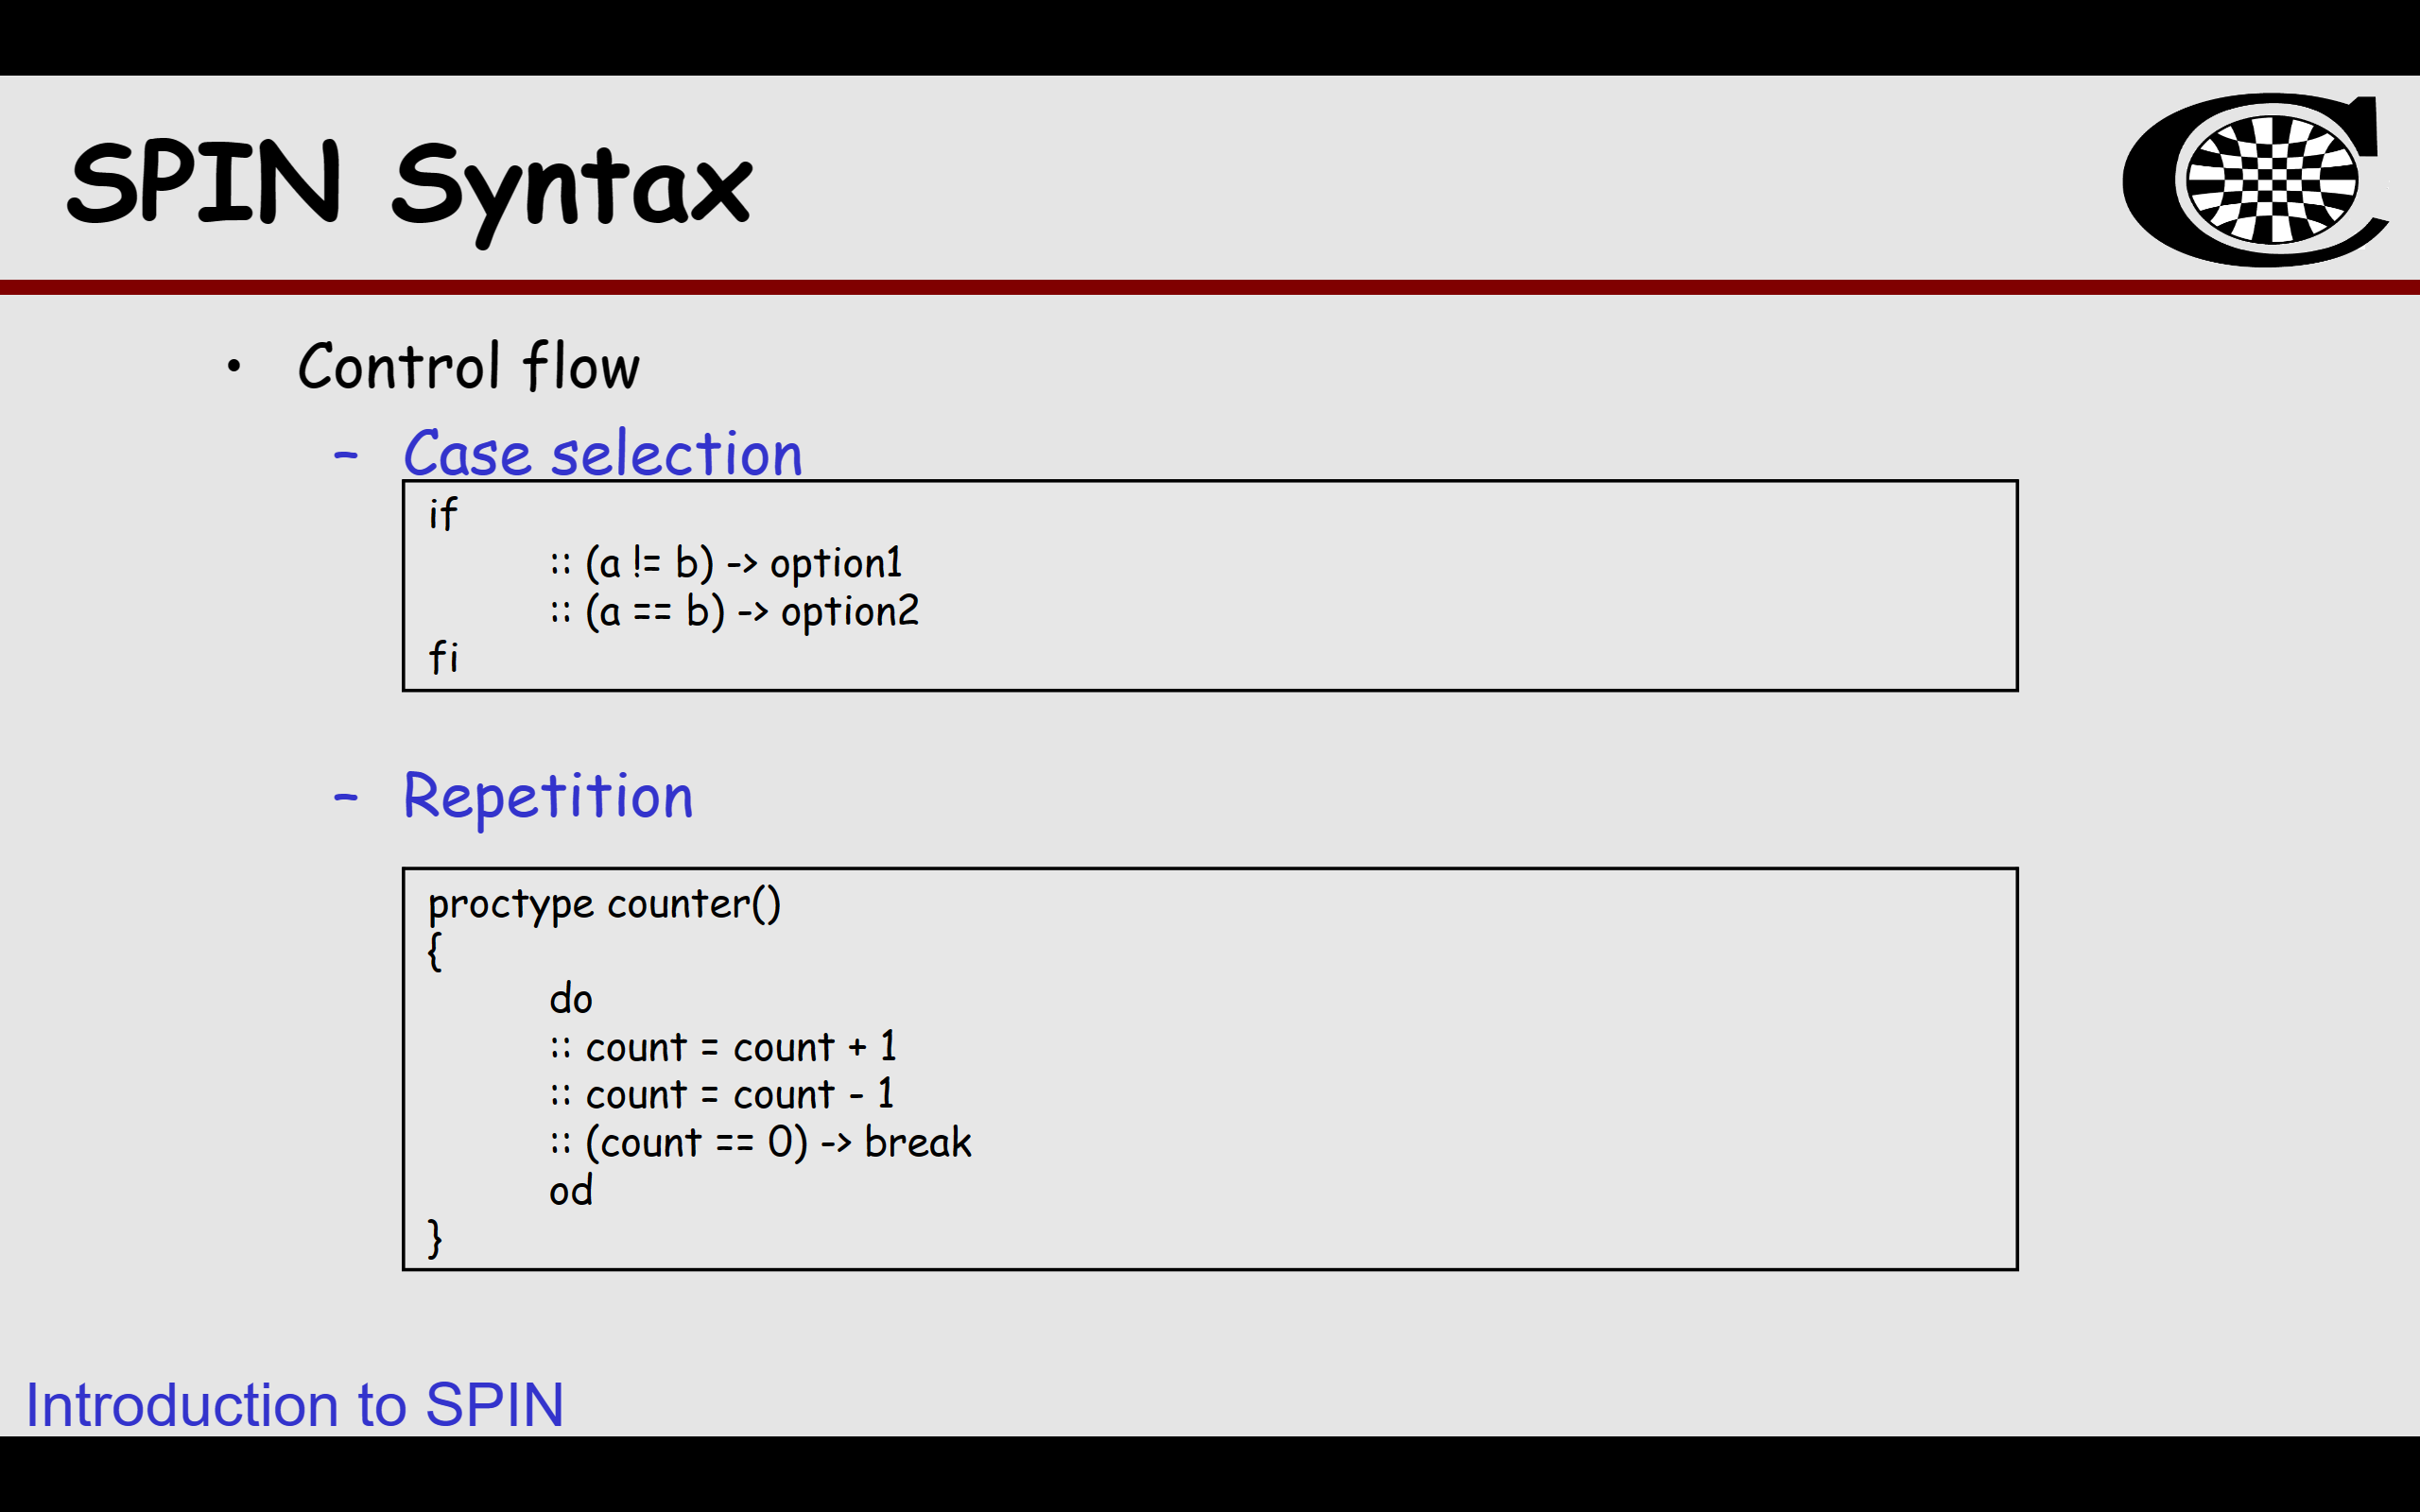 SPIN Syntax
• Control flow
– Case selection
if
:: (a != b) -> option1
:: (a == b) -> option2
fi
– Repetition
proctype counter()
{
do
:: count = count + 1
:: count = count - 1
:: (count == 0) -> break
od
}
Introduction to SPIN